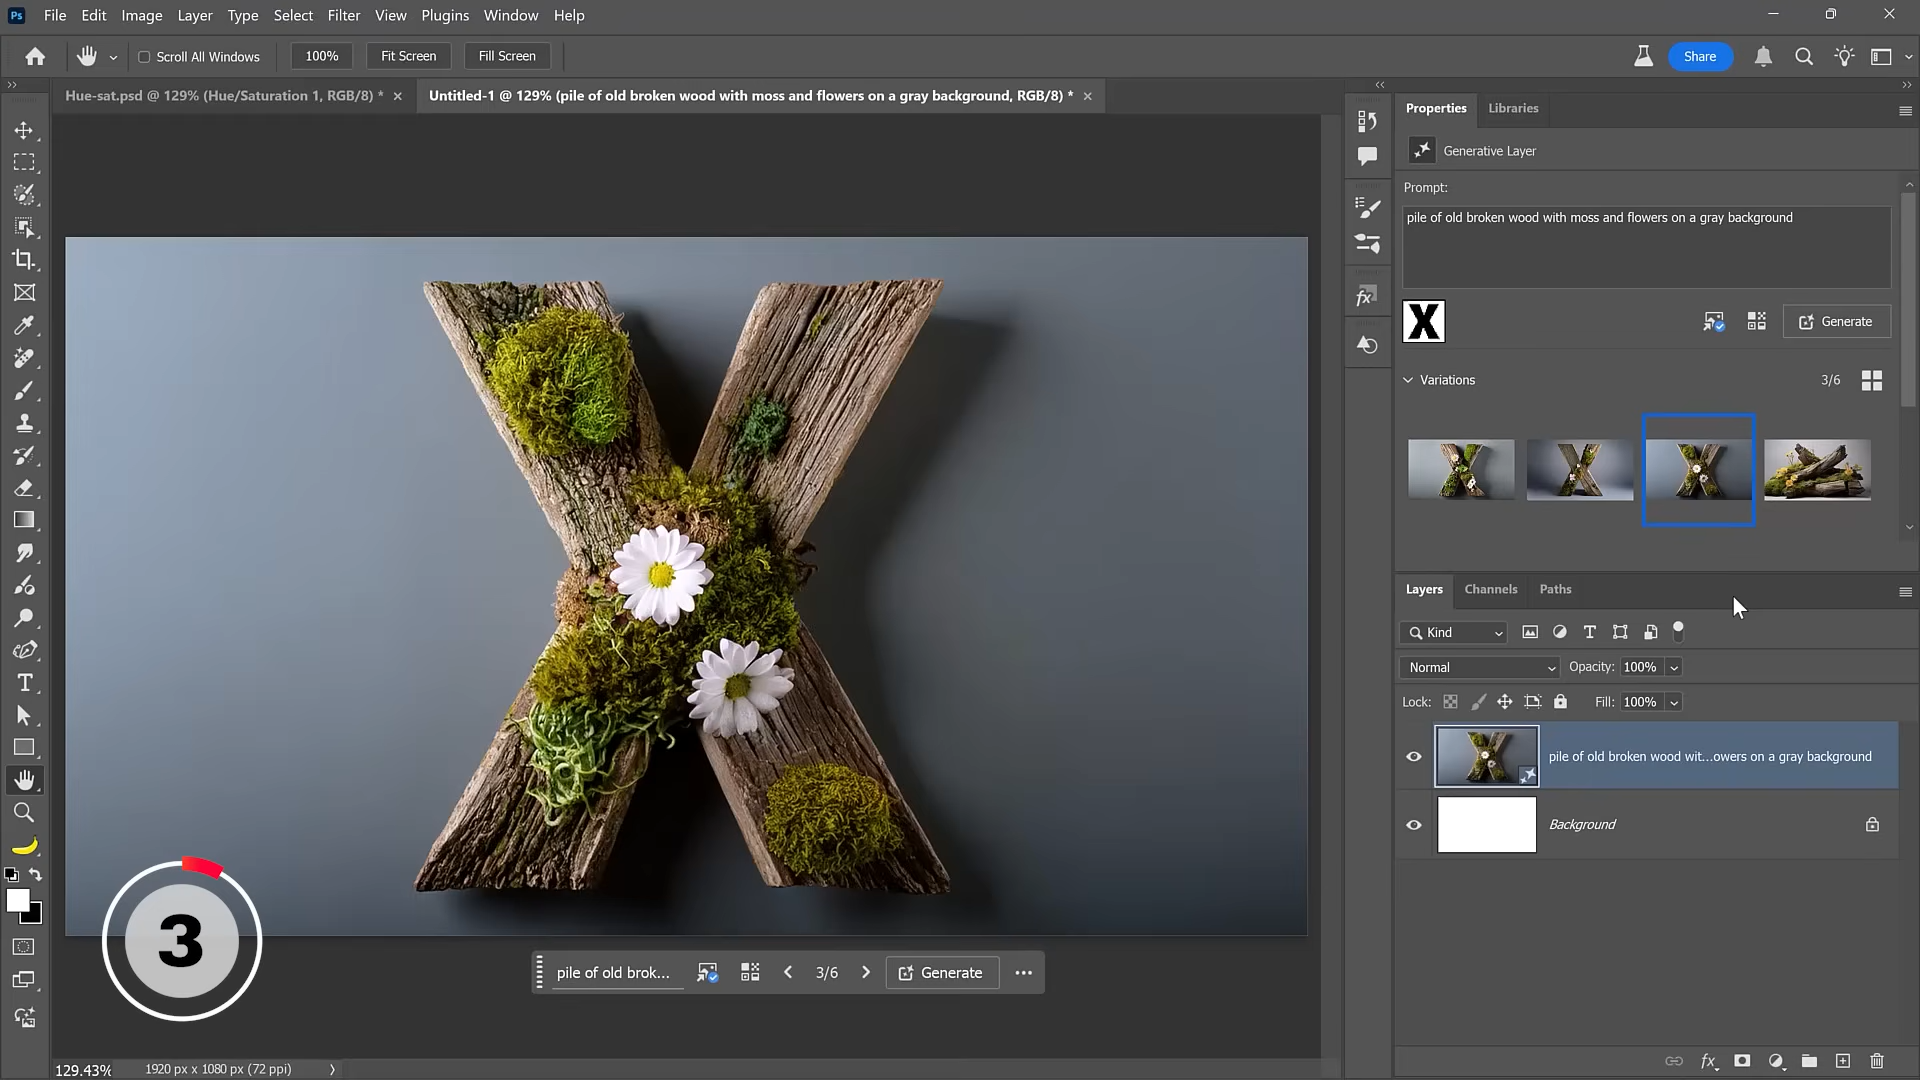 Ps File Edit Image Layer Type Select Filter View Plugins Window Help
Scroll All Windows 100% Fit Screen Fill Screen Share
Hue-sat.psd @ 129% (Hue/Saturation 1, RGB/8) * Untitled-1 @ 129% (pile of old broken wood with moss and flowers on a gray background, RGB/8) *
Properties Libraries
Generative Layer
Prompt:
pile of old broken wood with moss and flowers on a gray background
X Generate
Variations 3/6
Layers Channels Paths
Kind
Normal Opacity: 100%
Lock: Fill: 100%
pile of old broken wood wit...owers on a gray background
Background
X
3
pile of old brok... 3/6 Generate
129.43% 1920 px x 1080 px (72 ppi)
fx